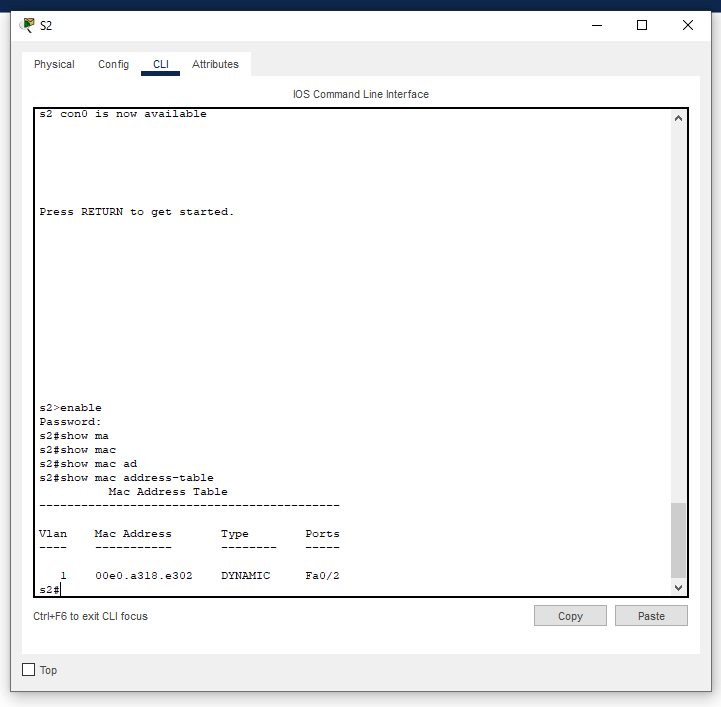 S2
Physical Config CLI Attributes
IOS Command Line Interface
s2 con0 is now available
Press RETURN to get started.
s2>enable
Password:
s2#show ma
s2#show mac
s2#show mac ad
s2#show mac address-table
Mac Address Table
-------------------------------------------
Vlan    Mac Address       Type        Ports
----    -----------       --------    -----
1    00e0.a318.e302    DYNAMIC     Fa0/2
s2#
Ctrl+F6 to exit CLI focus
Copy Paste
Top